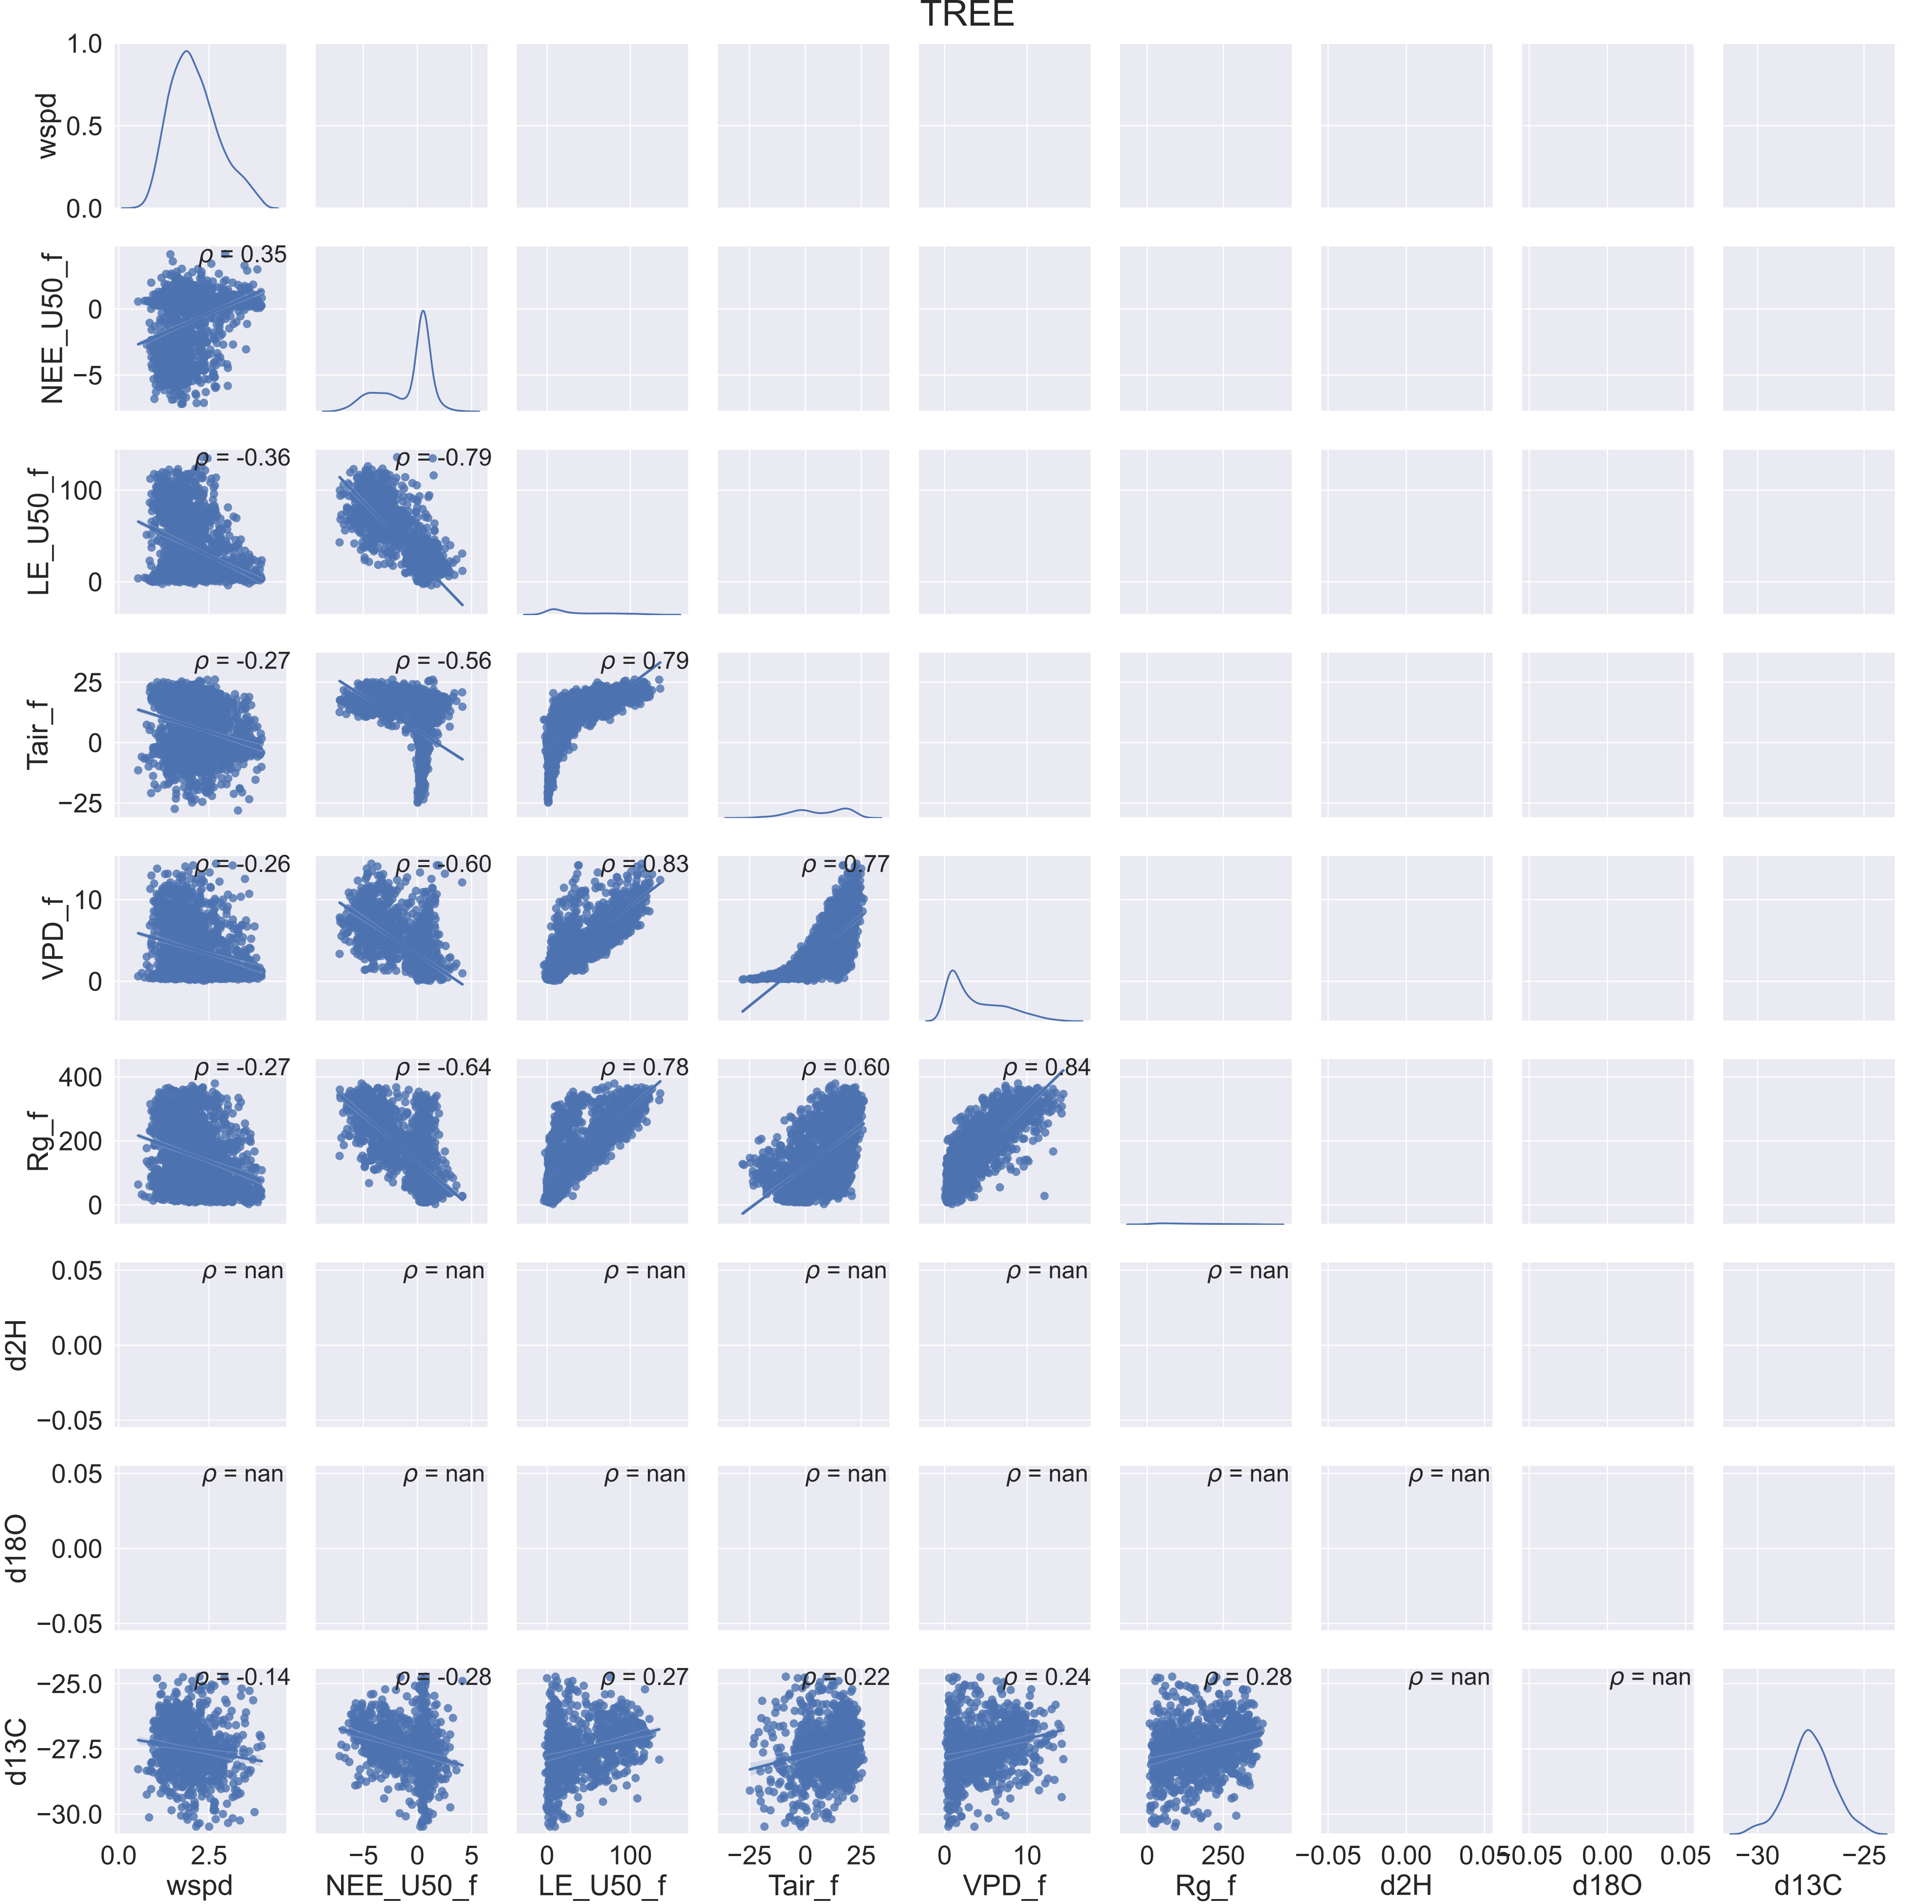 TREE
1.0
0.5
0.0
wspd
ρ = 0.35
0
−5
NEE_U50_f
ρ = -0.36 ρ = -0.79
100
0
LE_U50_f
ρ = -0.27 ρ = -0.56 ρ = 0.79
25
0
−25
Tair_f
ρ = -0.26 ρ = -0.60 ρ = 0.83 ρ = 0.77
10
0
VPD_f
ρ = -0.27 ρ = -0.64 ρ = 0.78 ρ = 0.60 ρ = 0.84
400
200
0
Rg_f
ρ = nan ρ = nan ρ = nan ρ = nan ρ = nan ρ = nan
0.05
0.00
−0.05
d2H
ρ = nan ρ = nan ρ = nan ρ = nan ρ = nan ρ = nan ρ = nan
0.05
0.00
−0.05
d18O
ρ = -0.14 ρ = -0.28 ρ = 0.27 ρ = 0.22 ρ = 0.24 ρ = 0.28 ρ = nan ρ = nan
−25.0
−27.5
−30.0
d13C
0.0 2.5 −5 0 5 0 100 −25 0 25 0 10 0 250 −0.05 0.00 0.05 −0.05 0.00 0.05 −30 −25
wspd NEE_U50_f LE_U50_f Tair_f VPD_f Rg_f d2H d18O d13C